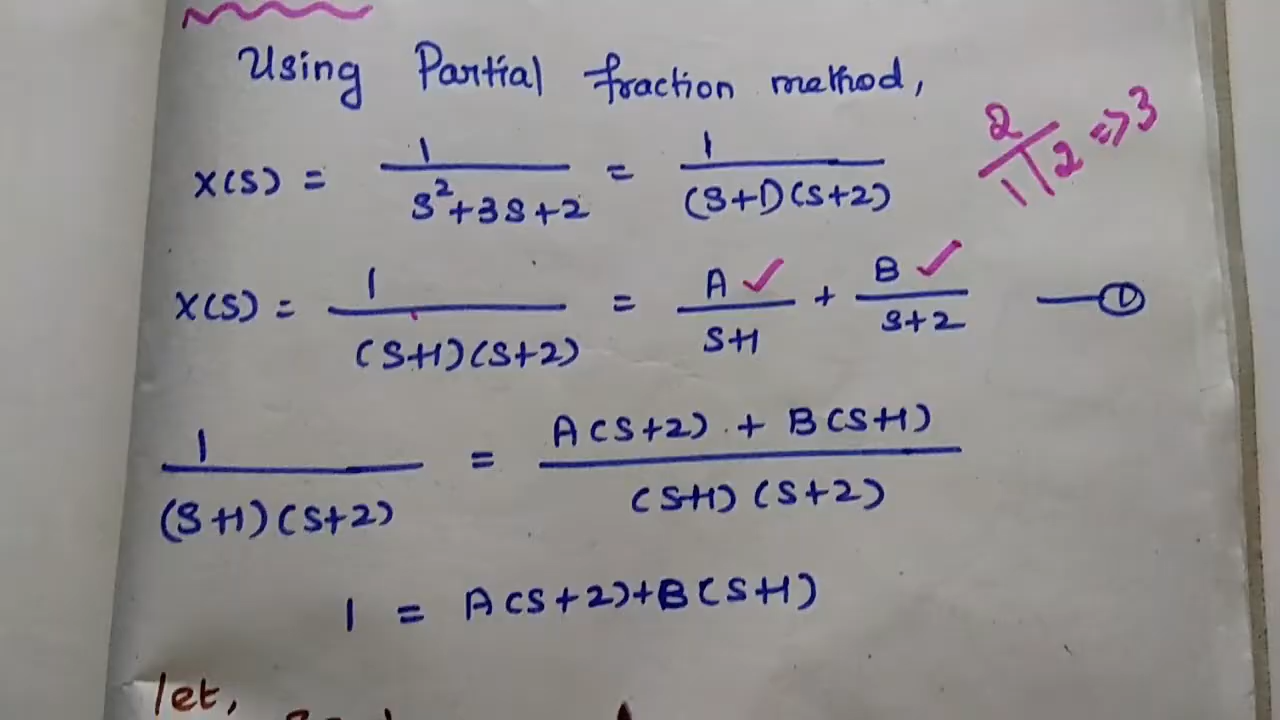 Using Partial fraction method,
X(S) = 1 / S²+3S+2 = 1 / (S+1)(S+2)
2 / 1 | 2 => 3
X(S) = 1 / (S+1)(S+2) = A ✓ / S+1 + B ✓ / S+2 — ①
1 / (S+1)(S+2) = A(S+2) + B(S+1) / (S+1)(S+2)
1 = A(S+2)+B(S+1)
let,